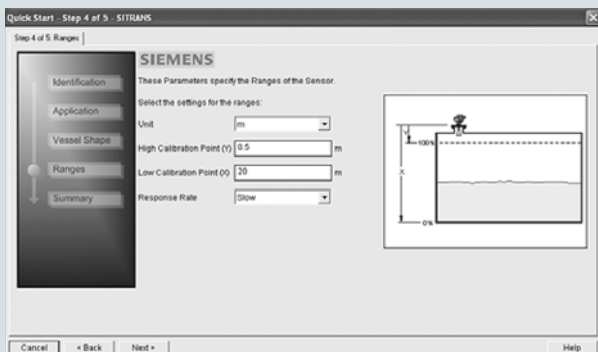 Quick Start - Step 4 of 5 - SITRANS
Step 4 of 5: Ranges
Identification
Application
Vessel Shape
Ranges
Summary
SIEMENS
These Parameters specify the Ranges of the Sensor.
Select the settings for the ranges:
Unit m
High Calibration Point (Y) 0.5 m
Low Calibration Point (X) 20 m
Response Rate Slow
Y
100%
X
0%
Cancel < Back Next > Help